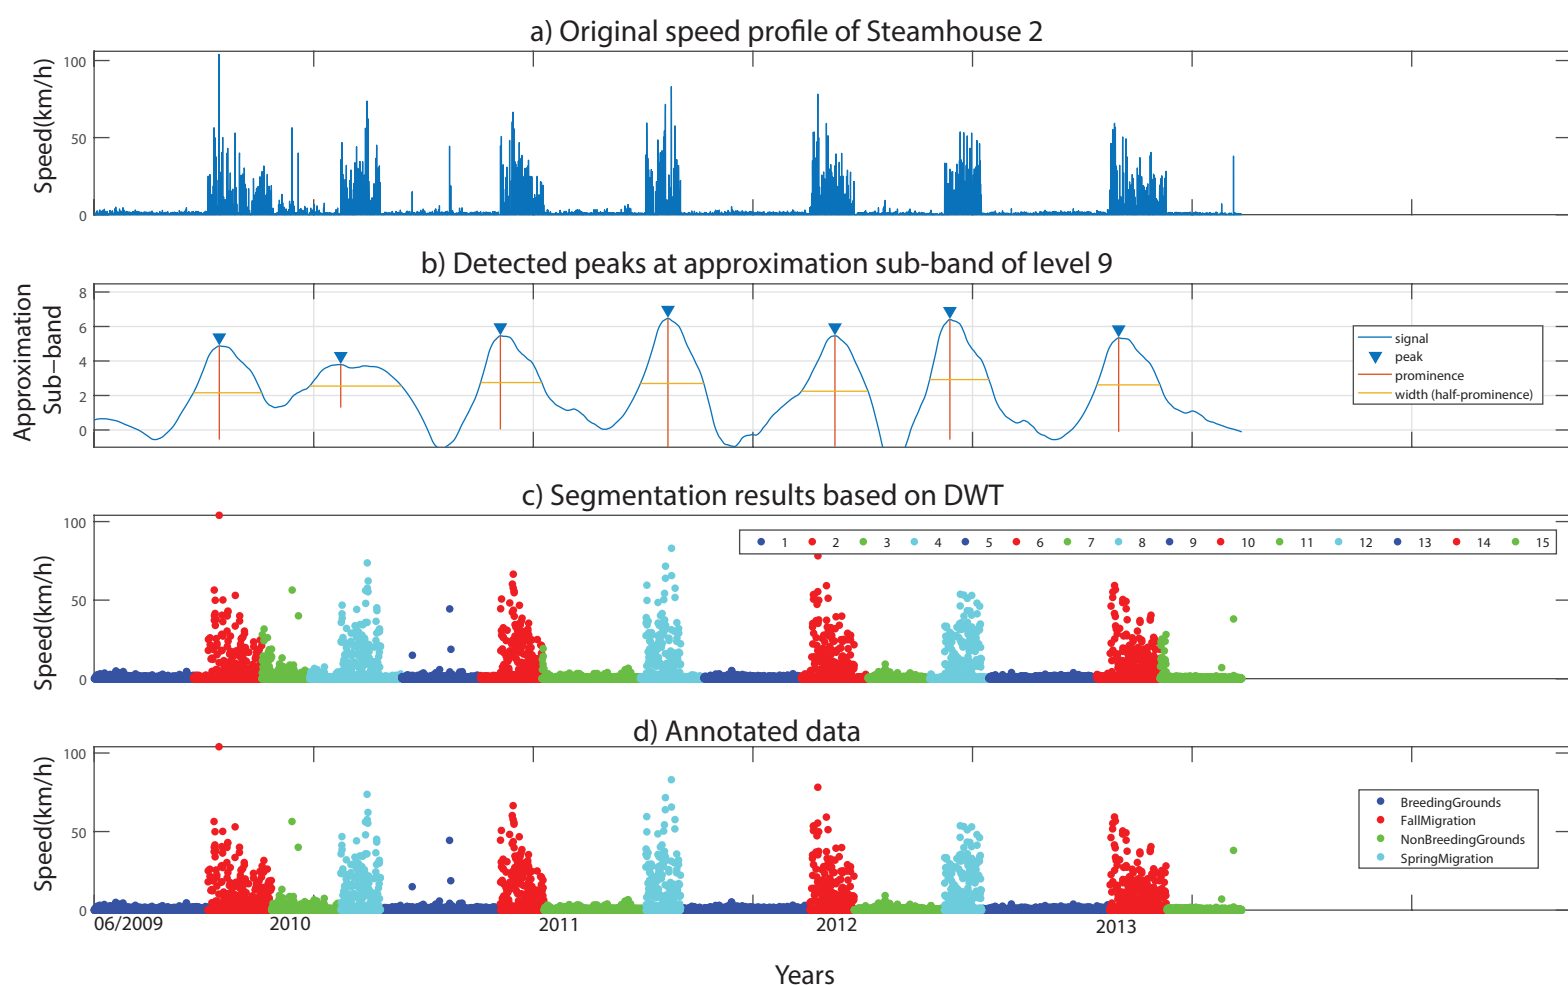 a) Original speed profile of Steamhouse 2
Speed(km/h)
100
50
0
b) Detected peaks at approximation sub-band of level 9
Approximation
Sub−band
8
6
4
2
0
signal
peak
prominence
width (half-prominence)
c) Segmentation results based on DWT
Speed(km/h)
100
50
0
1 2 3 4 5 6 7 8 9 10 11 12 13 14 15
d) Annotated data
Speed(km/h)
100
50
0
BreedingGrounds
FallMigration
NonBreedingGrounds
SpringMigration
06/2009 2010 2011 2012 2013
Years